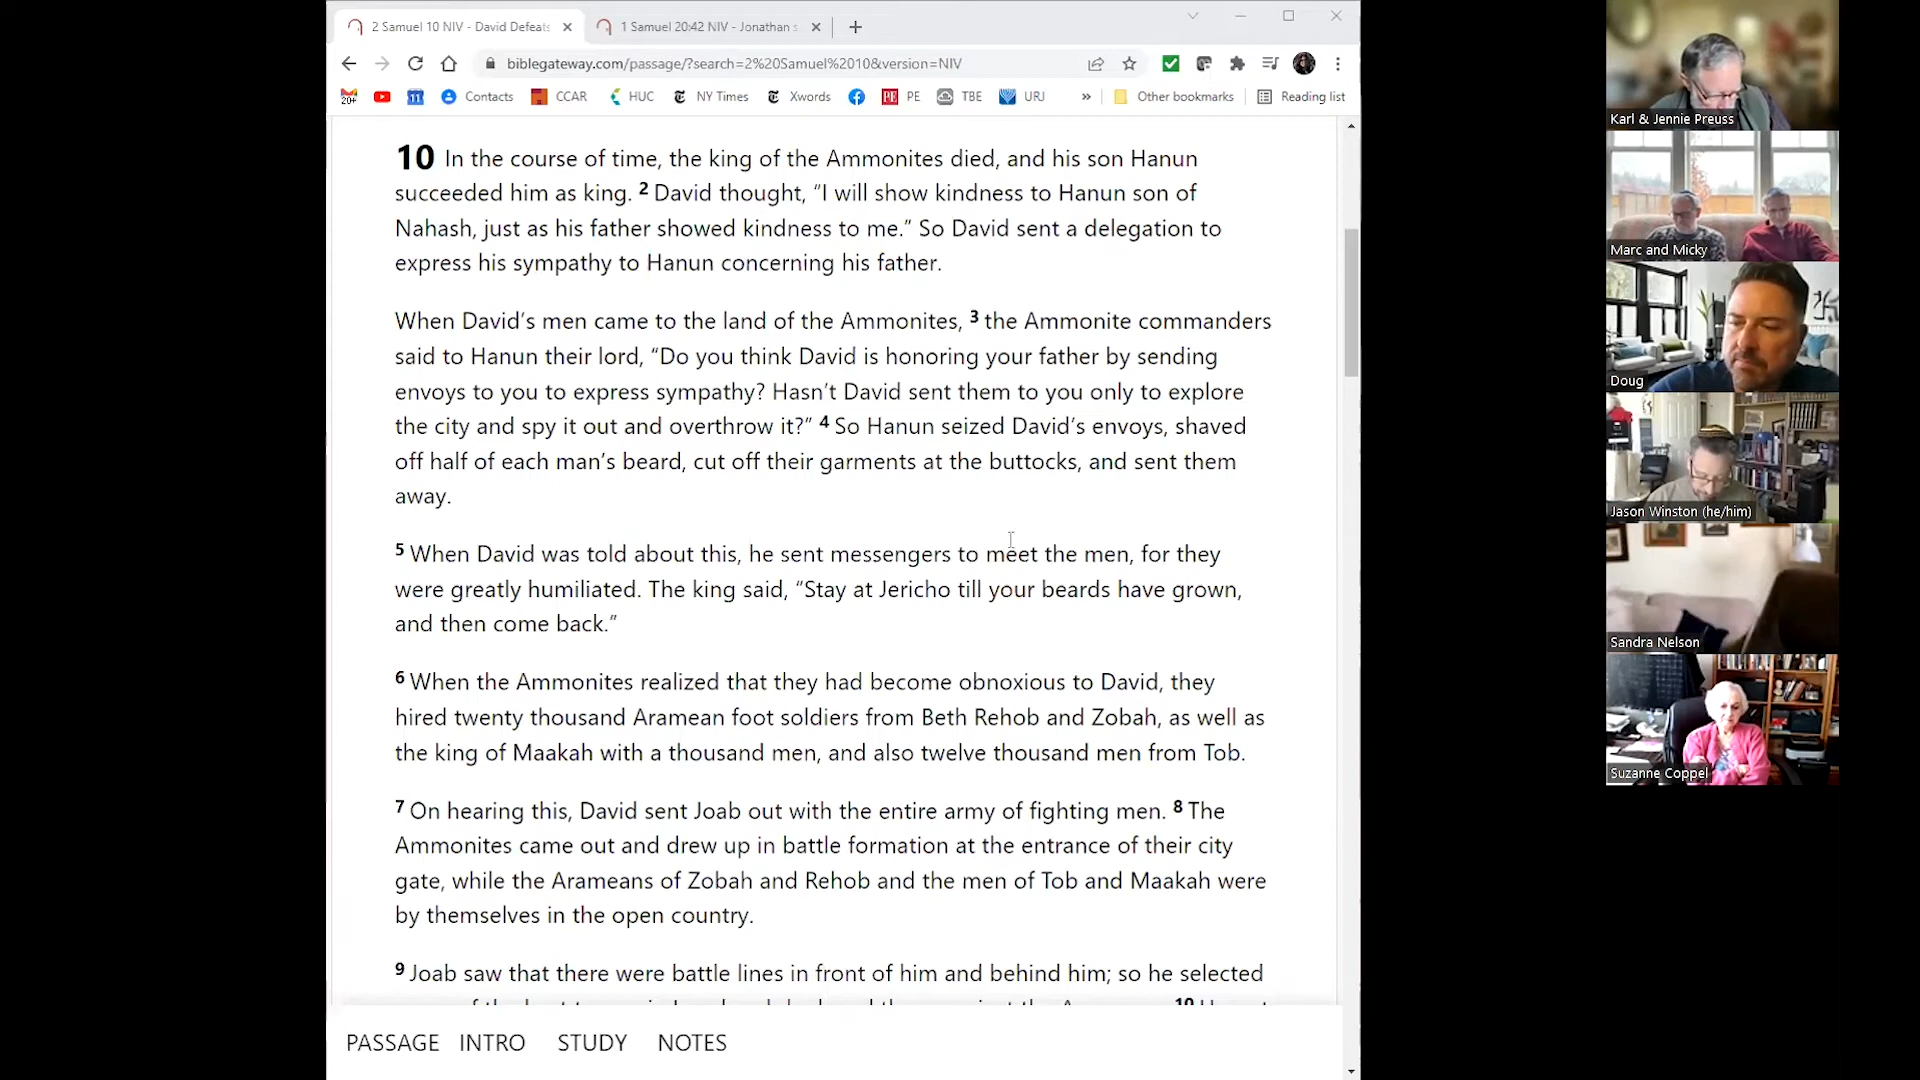 2 Samuel 10 NIV - David Defeats
1 Samuel 20:42 NIV - Jonathan s
biblegateway.com/passage/?search=2%20Samuel%2010&version=NIV
20+
11
Contacts
CCAR
HUC
NY Times
Xwords
PE
PE
TBE
URJ
»
Other bookmarks
Reading list
10 In the course of time, the king of the Ammonites died, and his son Hanun
succeeded him as king. 2 David thought, “I will show kindness to Hanun son of
Nahash, just as his father showed kindness to me.” So David sent a delegation to
express his sympathy to Hanun concerning his father.
When David’s men came to the land of the Ammonites, 3 the Ammonite commanders
said to Hanun their lord, “Do you think David is honoring your father by sending
envoys to you to express sympathy? Hasn’t David sent them to you only to explore
the city and spy it out and overthrow it?” 4 So Hanun seized David’s envoys, shaved
off half of each man’s beard, cut off their garments at the buttocks, and sent them
away.
5 When David was told about this, he sent messengers to meet the men, for they
were greatly humiliated. The king said, “Stay at Jericho till your beards have grown,
and then come back.”
6 When the Ammonites realized that they had become obnoxious to David, they
hired twenty thousand Aramean foot soldiers from Beth Rehob and Zobah, as well as
the king of Maakah with a thousand men, and also twelve thousand men from Tob.
7 On hearing this, David sent Joab out with the entire army of fighting men. 8 The
Ammonites came out and drew up in battle formation at the entrance of their city
gate, while the Arameans of Zobah and Rehob and the men of Tob and Maakah were
by themselves in the open country.
9 Joab saw that there were battle lines in front of him and behind him; so he selected
PASSAGE INTRO STUDY NOTES
Karl & Jennie Preuss
Marc and Micky
Doug
Jason Winston (he/him)
Sandra Nelson
Suzanne Coppel